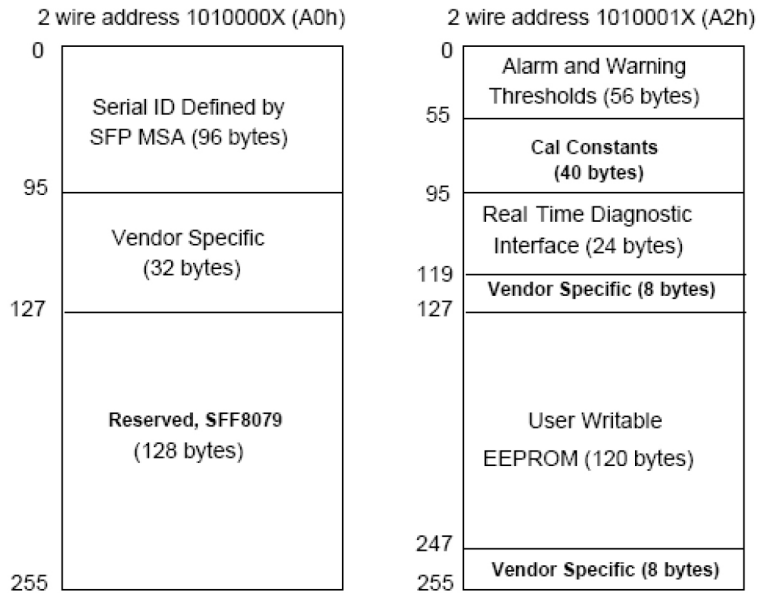 2 wire address 1010000X (A0h)
0
Serial ID Defined by
SFP MSA (96 bytes)
95
Vendor Specific
(32 bytes)
127
Reserved, SFF8079
(128 bytes)
255
2 wire address 1010001X (A2h)
0
Alarm and Warning
Thresholds (56 bytes)
55
Cal Constants
(40 bytes)
95
Real Time Diagnostic
Interface (24 bytes)
119
Vendor Specific (8 bytes)
127
User Writable
EEPROM (120 bytes)
247
Vendor Specific (8 bytes)
255